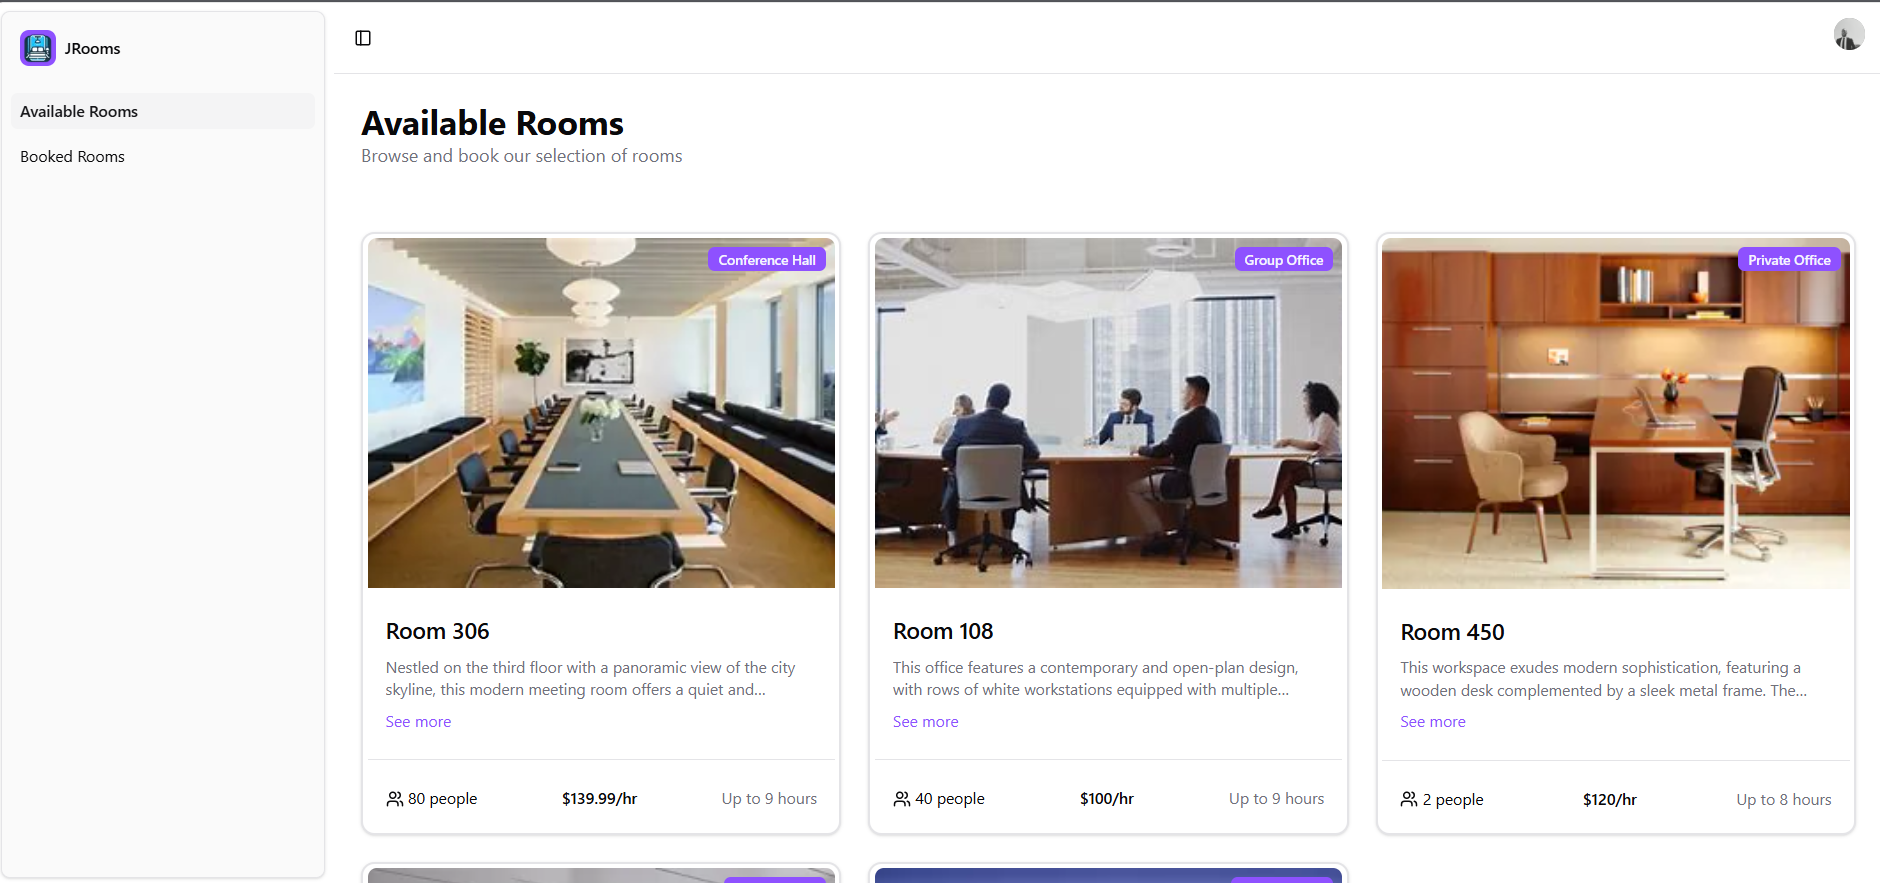 JRooms
Available Rooms
Booked Rooms
Available Rooms
Browse and book our selection of rooms
Conference Hall
Room 306
Nestled on the third floor with a panoramic view of the city
skyline, this modern meeting room offers a quiet and...
See more
80 people
$139.99/hr
Up to 9 hours
Group Office
Room 108
This office features a contemporary and open-plan design,
with rows of white workstations equipped with multiple...
See more
40 people
$100/hr
Up to 9 hours
Private Office
Room 450
This workspace exudes modern sophistication, featuring a
wooden desk complemented by a sleek metal frame. The...
See more
2 people
$120/hr
Up to 8 hours